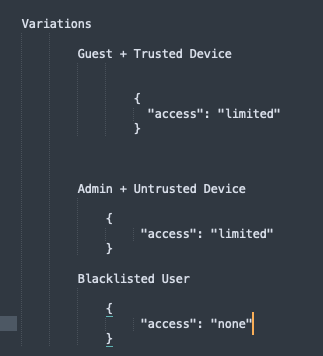 Variations
Guest + Trusted Device
{
"access": "limited"
}
Admin + Untrusted Device
{
"access": "limited"
}
Blacklisted User
{
"access": "none"
}